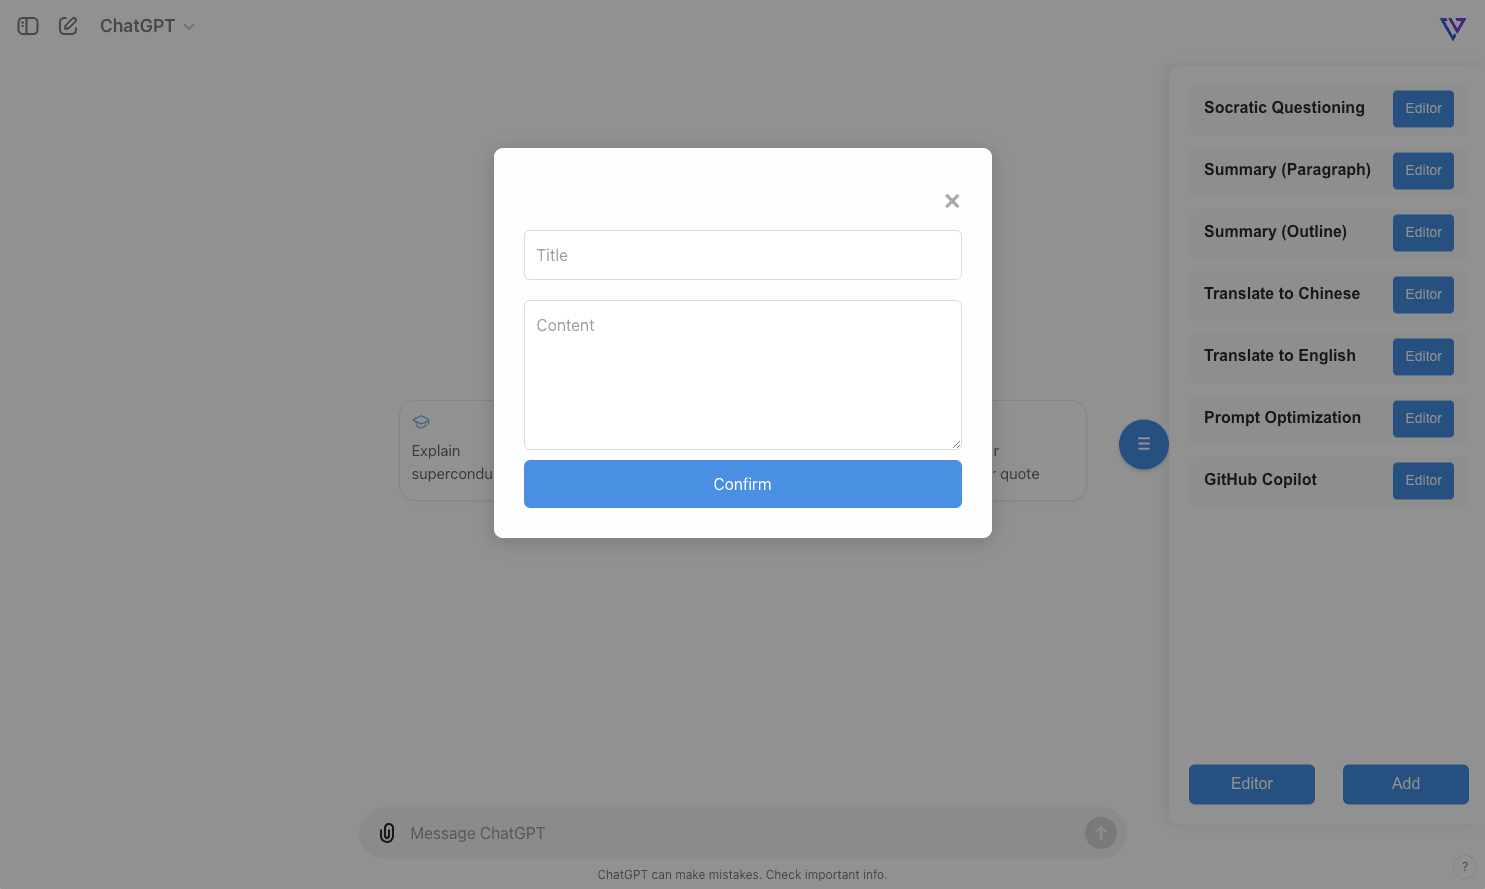 ChatGPT
Socratic Questioning
Editor
Summary (Paragraph)
Editor
Summary (Outline)
Editor
Translate to Chinese
Editor
Translate to English
Editor
Prompt Optimization
Editor
GitHub Copilot
Editor
Title
Content
Confirm
Explain
quote
Editor
Add
Message ChatGPT
ChatGPT can make mistakes. Check important info.
?